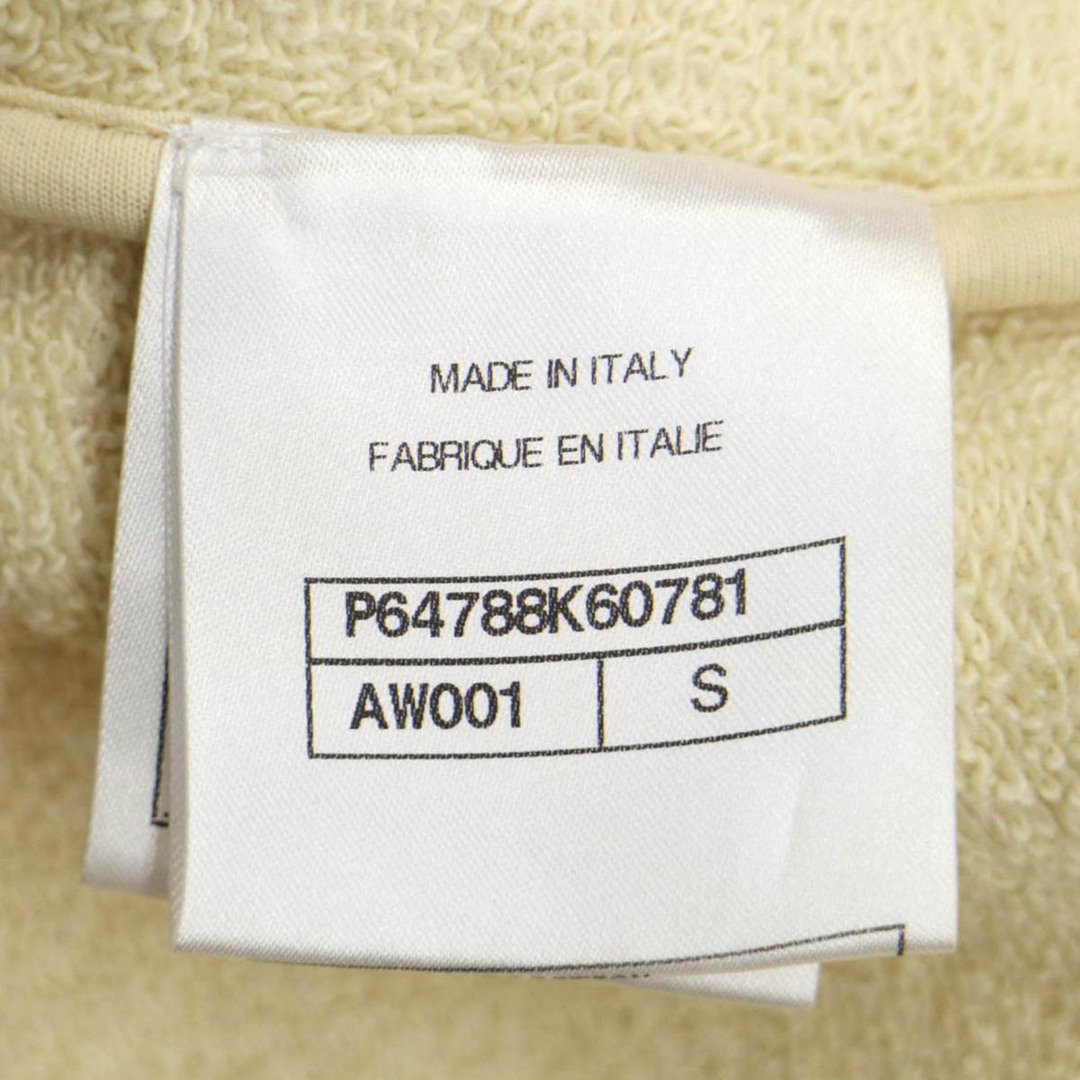 MADE IN ITALY
FABRIQUE EN ITALIE
P64788K60781
AW001 S